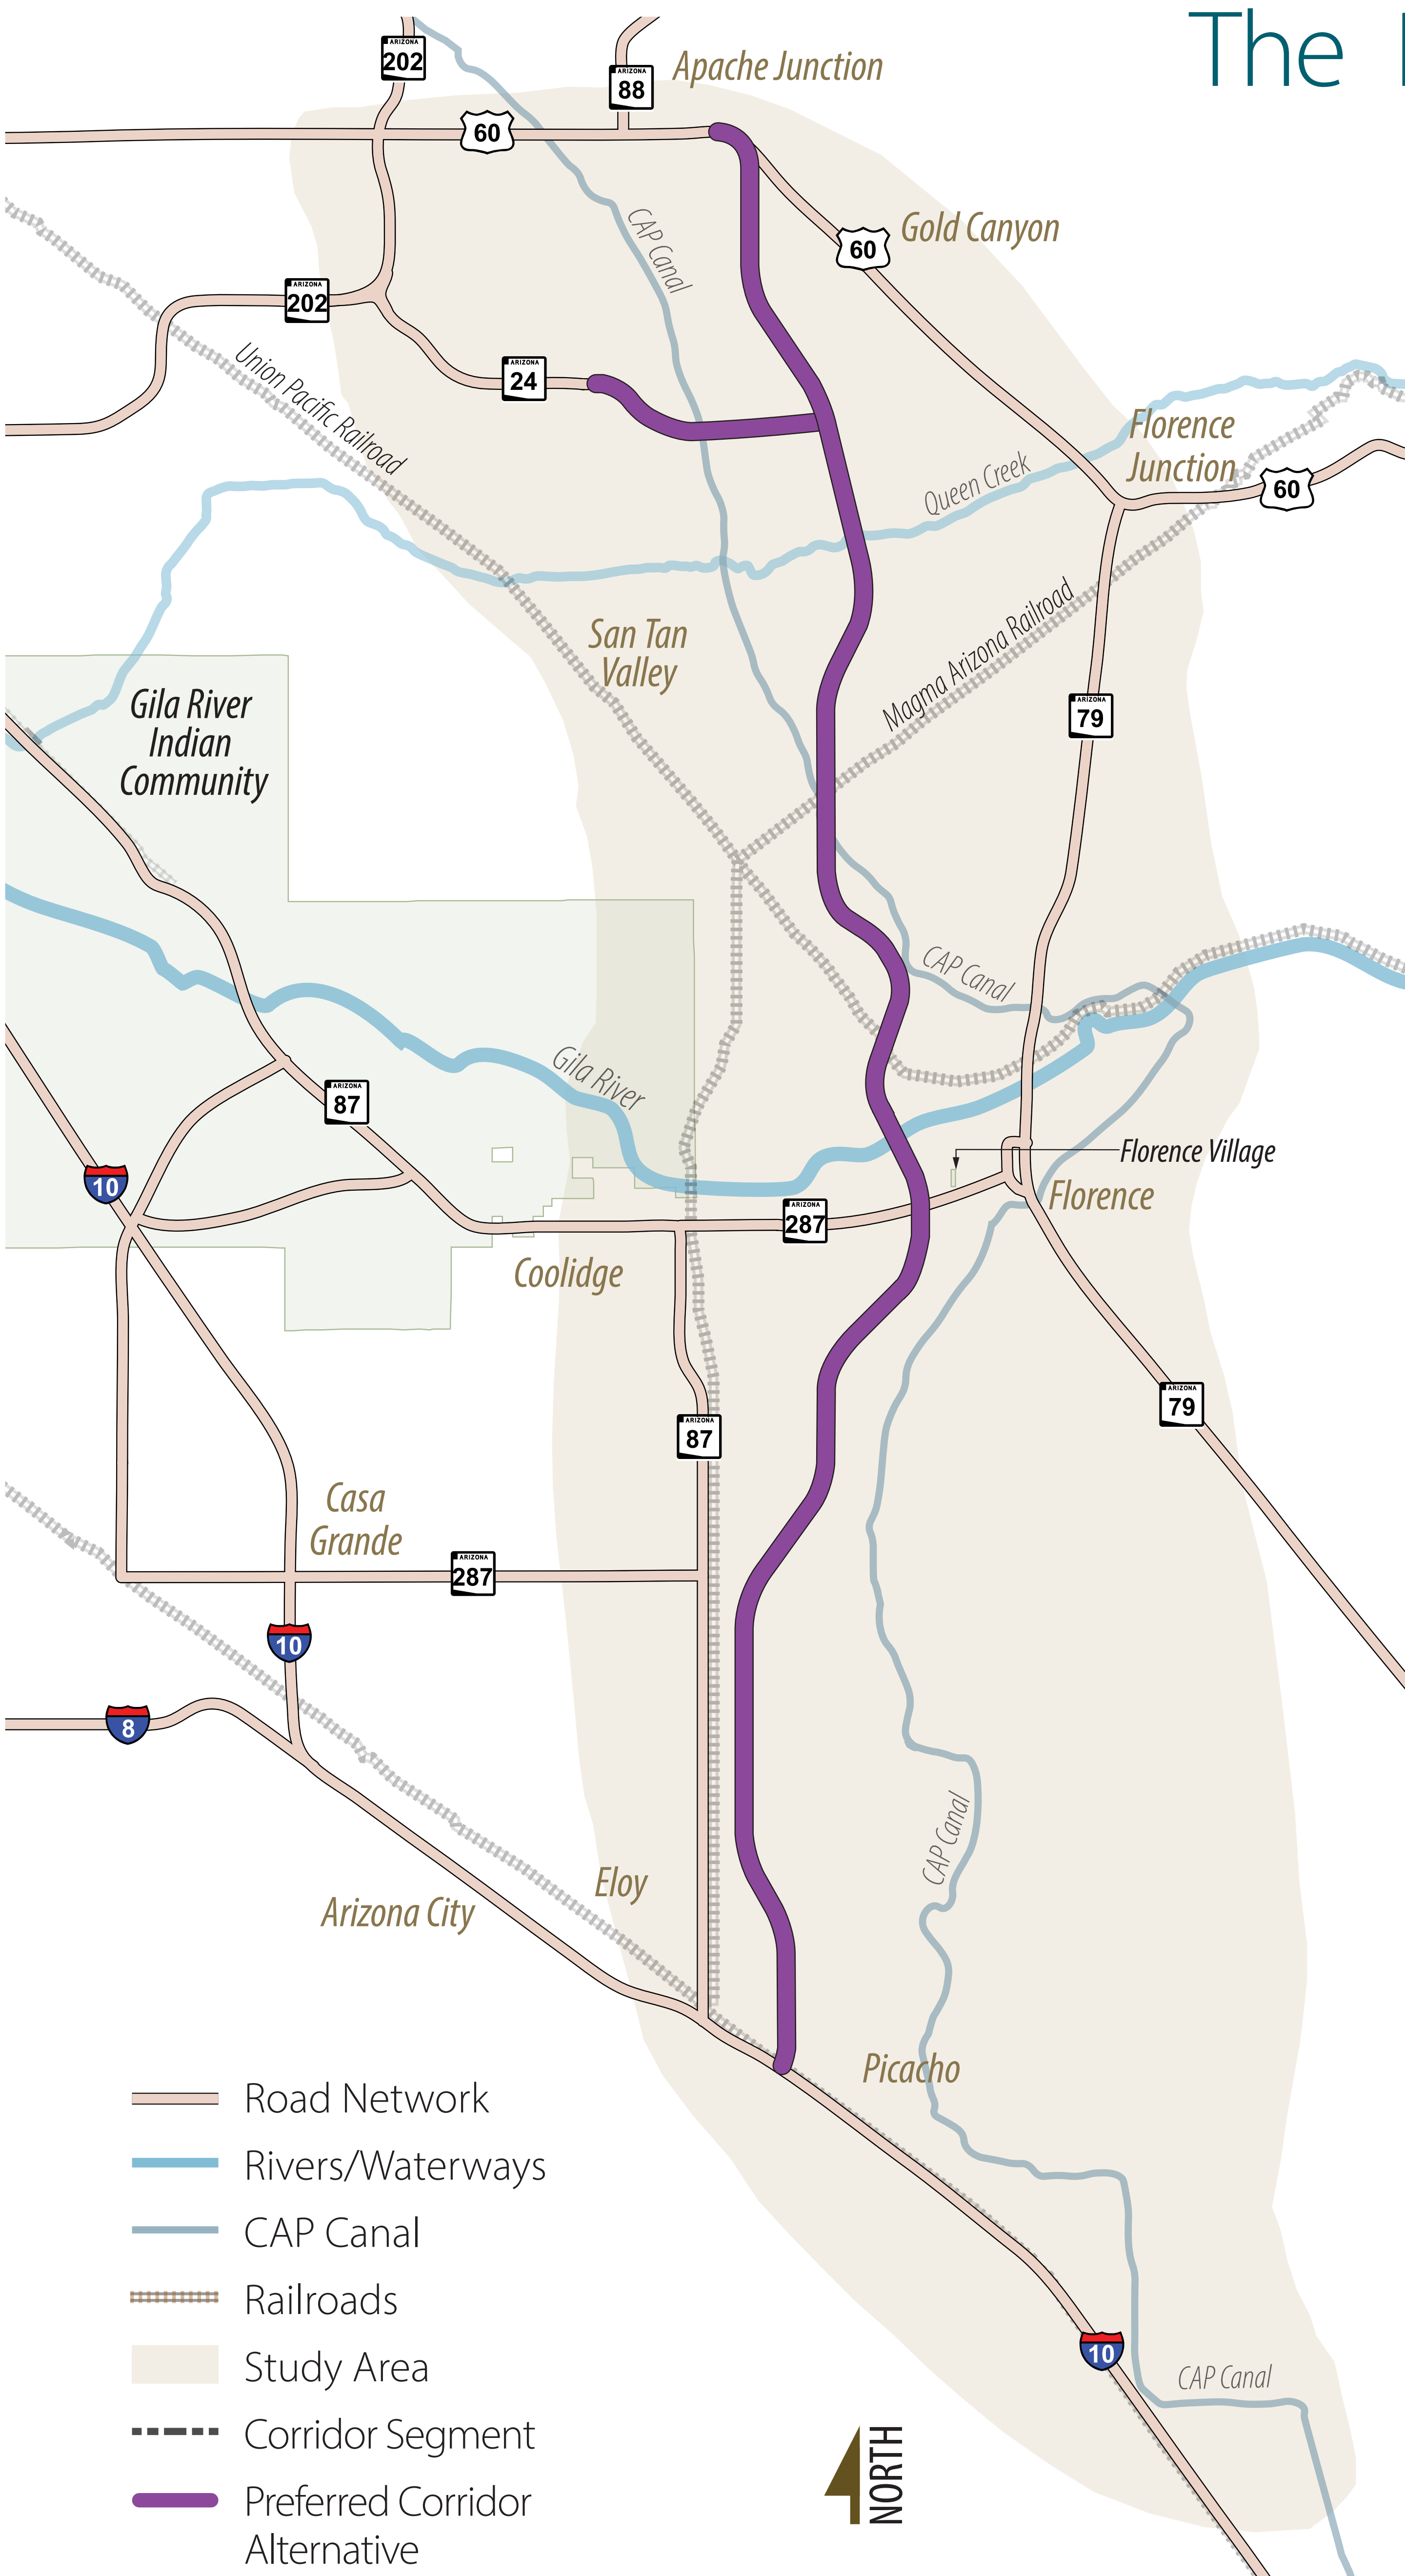 The
ARIZONA
202
ARIZONA
88
Apache Junction
60
CAP Canal
Gold Canyon
60
ARIZONA
202
Union Pacific Railroad
ARIZONA
24
Florence
Junction
Queen Creek
60
San Tan
Valley
Magma Arizona Railroad
Gila River
Indian
Community
ARIZONA
79
CAP Canal
Gila River
ARIZONA
87
10
Florence Village
Florence
ARIZONA
287
Coolidge
ARIZONA
79
ARIZONA
87
Casa
Grande
ARIZONA
287
10
8
CAP Canal
Eloy
Arizona City
Picacho
Road Network
Rivers/Waterways
CAP Canal
Railroads
Study Area
Corridor Segment
Preferred Corridor
Alternative
10
CAP Canal
NORTH